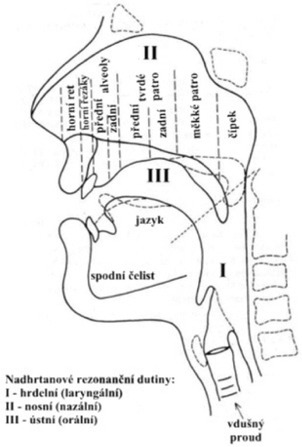 II
horní ret
horní řezáky
přední
alveoly
zadní
přední
tvrdé
patro
zadní
měkké patro
čípek
III
jazyk
I
spodní čelist
Nadhrtanové rezonanční dutiny:
I - hrdelní (laryngální)
II - nosní (nazální)
III - ústní (orální)
vdušný
proud